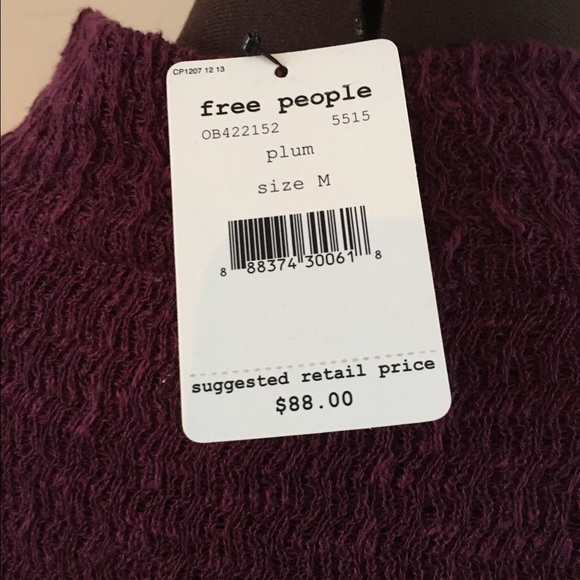 CP1207 12 13
free people
OB422152 5515
plum
size M
8 88374 30061 8
suggested retail price
$88.00